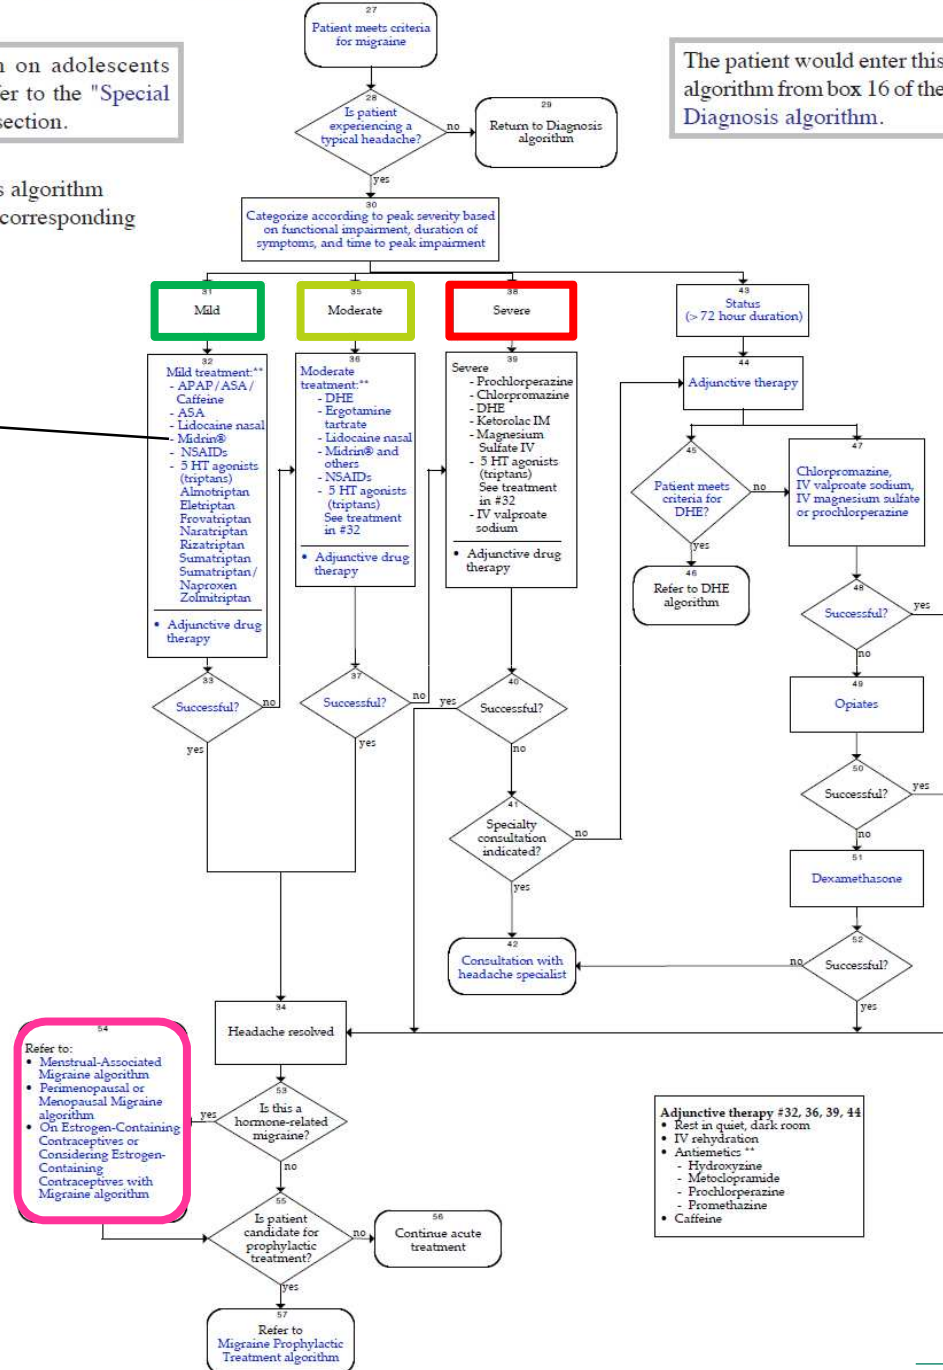 27
Patient meets criteria
for migraine
n on adolescents
fer to the "Special
section.
The patient would enter this
algorithm from box 16 of the
Diagnosis algorithm.
28
Is patient
experiencing a
typical headache?
no
29
Return to Diagnosis
algorithm
yes
s algorithm
corresponding
30
Categorize according to peak severity based
on functional impairment, duration of
symptoms, and time to peak impairment
31
Mild
35
Moderate
38
Severe
43
Status
(> 72 hour duration)
32
Mild treatment:**
- APAP/ASA/
Caffeine
- ASA
- Lidocaine nasal
- Midrin®
- NSAIDs
- 5 HT agonists
(triptans)
Almotriptan
Eletriptan
Frovatriptan
Naratriptan
Rizatriptan
Sumatriptan
Sumatriptan/
Naproxen
Zolmitriptan
• Adjunctive drug
therapy
36
Moderate
treatment:**
- DHE
- Ergotamine
tartrate
- Lidocaine nasal
- Midrin® and
others
- NSAIDs
- 5 HT agonists
(triptans)
See treatment
in #32
• Adjunctive drug
therapy
39
Severe
- Prochlorperazine
- Chlorpromazine
- DHE
- Ketorolac IM
- Magnesium
Sulfate IV
- 5 HT agonists
(triptans)
See treatment
in #32
- IV valproate
sodium
• Adjunctive drug
therapy
44
Adjunctive therapy
45
Patient meets
criteria for
DHE?
no
yes
46
Refer to DHE
algorithm
47
Chlorpromazine,
IV valproate sodium,
IV magnesium sulfate
or prochlorperazine
48
Successful?
yes
no
49
Opiates
50
Successful?
yes
no
51
Dexamethasone
52
Successful?
no
yes
33
Successful?
no
yes
37
Successful?
no
yes
40
Successful?
yes
no
41
Specialty
consultation
indicated?
no
yes
42
Consultation with
headache specialist
34
Headache resolved
53
Is this a
hormone-related
migraine?
yes
no
54
Refer to:
• Menstrual-Associated
Migraine algorithm
• Perimenopausal or
Menopausal Migraine
algorithm
• On Estrogen-Containing
Contraceptives or
Considering Estrogen-
Containing
Contraceptives with
Migraine algorithm
55
Is patient
candidate for
prophylactic
treatment?
no
yes
56
Continue acute
treatment
57
Refer to
Migraine Prophylactic
Treatment algorithm
Adjunctive therapy #32, 36, 39, 44
• Rest in quiet, dark room
• IV rehydration
• Antiemetics **
- Hydroxyzine
- Metoclopramide
- Prochlorperazine
- Promethazine
• Caffeine